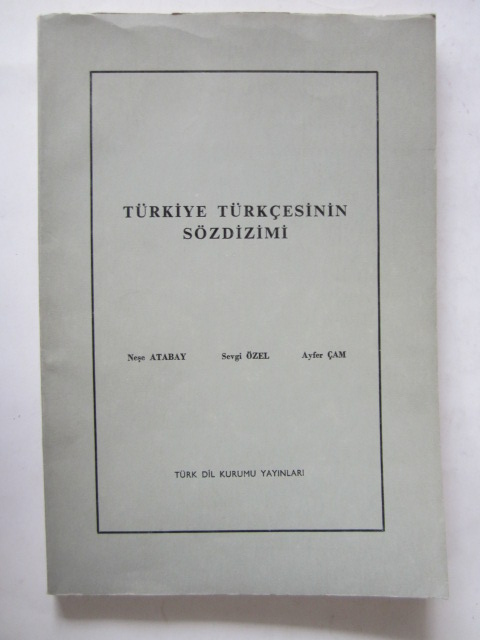 TÜRKİYE TÜRKÇESİNİN
SÖZDİZİMİ
Neşe ATABAY Sevgi ÖZEL Ayfer ÇAM
TÜRK DİL KURUMU YAYINLARI